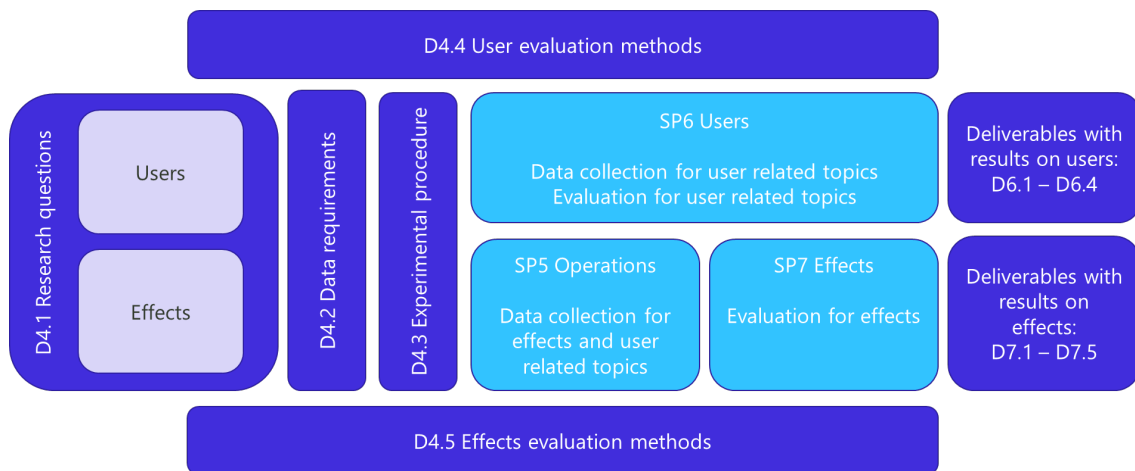 D4.4 User evaluation methods
D4.1 Research questions
Users
Effects
D4.2 Data requirements
D4.3 Experimental procedure
SP6 Users
Data collection for user related topics
Evaluation for user related topics
SP5 Operations
Data collection for
effects and user
related topics
SP7 Effects
Evaluation for effects
Deliverables with
results on users:
D6.1 – D6.4
Deliverables with
results on
effects:
D7.1 – D7.5
D4.5 Effects evaluation methods